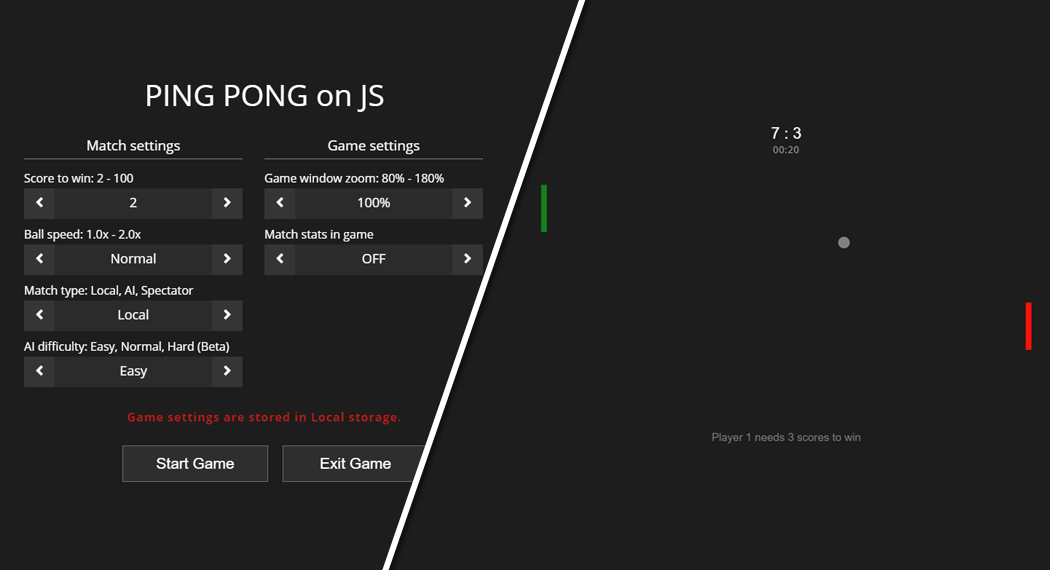 PING PONG on JS
Match settings
Score to win: 2 - 100
2
Ball speed: 1.0x - 2.0x
Normal
Match type: Local, AI, Spectator
Local
AI difficulty: Easy, Normal, Hard (Beta)
Easy
Game settings
Game window zoom: 80% - 180%
100%
Match stats in game
OFF
Game settings are stored in Local storage.
Start Game
Exit Game
7 : 3
00:20
Player 1 needs 3 scores to win